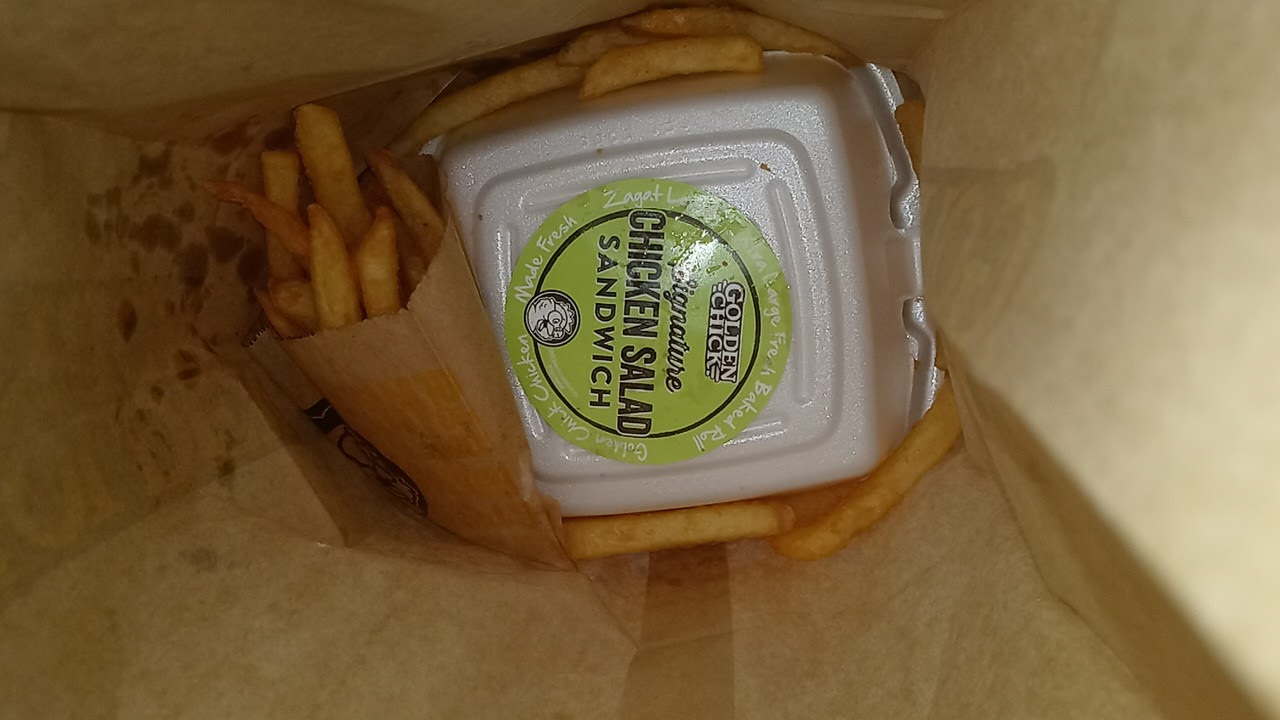 GOLDEN
CHICK
Signature
CHICKEN SALAD
SANDWICH
Made Fresh
Zagat
Large Fresh Baked Roll
Golden Chick Chicken